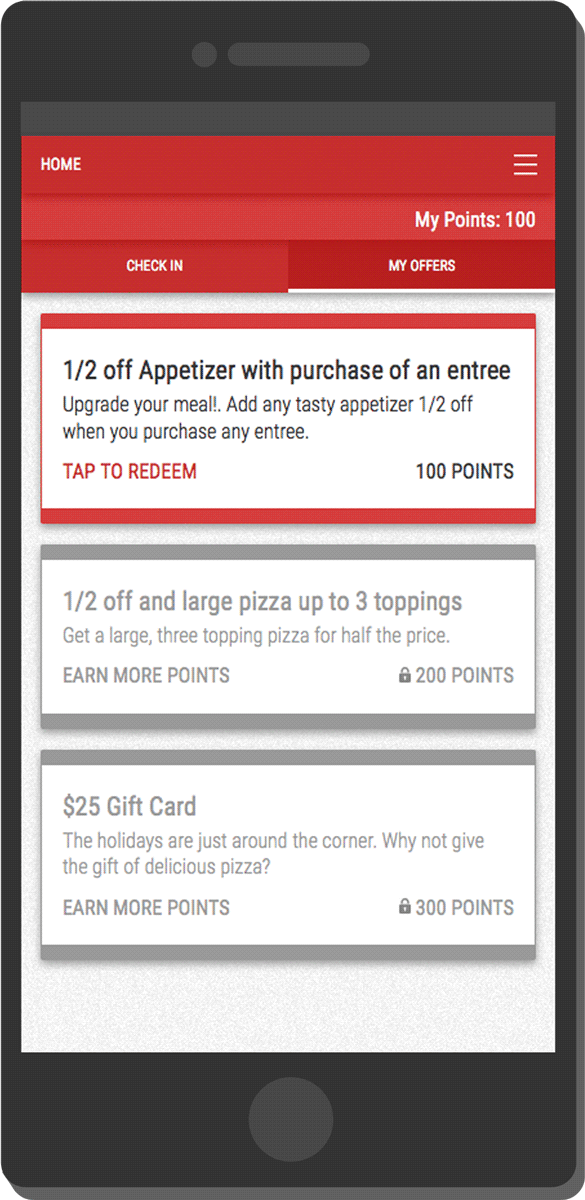 HOME
My Points: 100
CHECK IN
MY OFFERS
1/2 off Appetizer with purchase of an entree
Upgrade your meal!. Add any tasty appetizer 1/2 off
when you purchase any entree.
TAP TO REDEEM
100 POINTS
1/2 off and large pizza up to 3 toppings
Get a large, three topping pizza for half the price.
EARN MORE POINTS
200 POINTS
$25 Gift Card
The holidays are just around the corner. Why not give
the gift of delicious pizza?
EARN MORE POINTS
300 POINTS